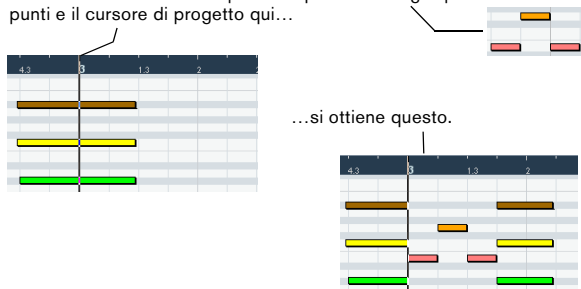 punti e il cursore di progetto qui…
4.3 3 1.3 2
…si ottiene questo.
4.3 3 1.3 2